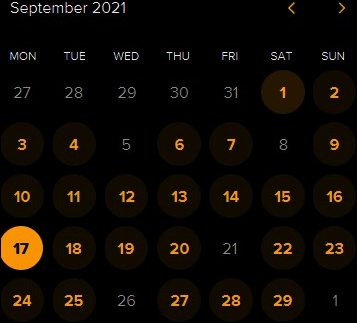 September 2021
MON TUE WED THU FRI SAT SUN
27 28 29 30 31 1 2
3 4 5 6 7 8 9
10 11 12 13 14 15 16
17 18 19 20 21 22 23
24 25 26 27 28 29 1